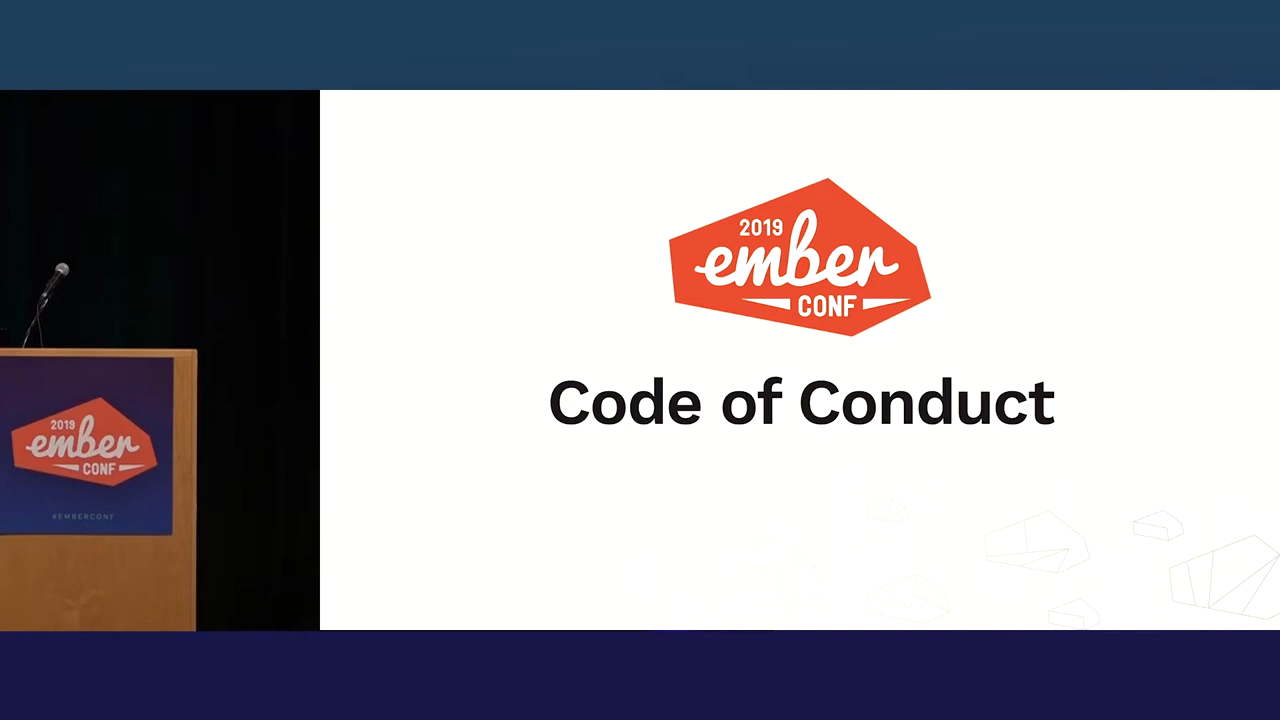 2019
ember
CONF
Code of Conduct
2019
ember
CONF
#EMBERCONF